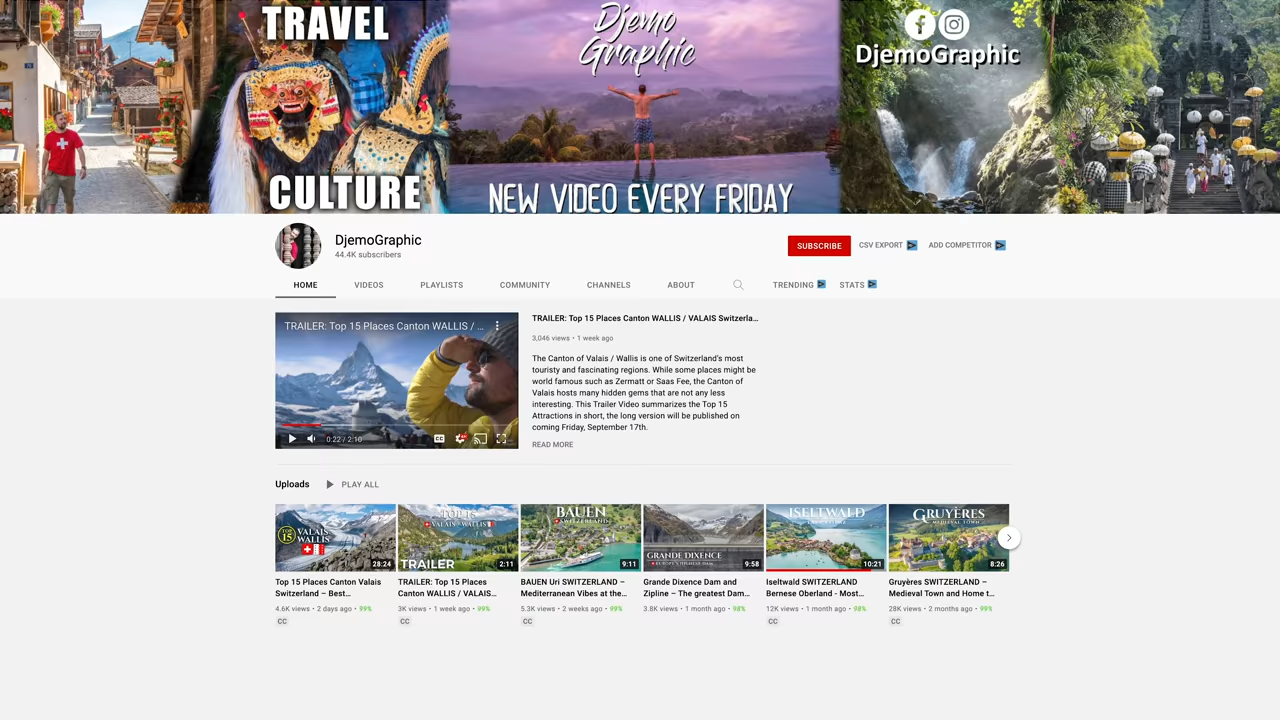 TRAVEL
CULTURE
Djemo
Graphic
NEW VIDEO EVERY FRIDAY
DjemoGraphic
DjemoGraphic
44.4K subscribers
SUBSCRIBE
CSV EXPORT
ADD COMPETITOR
HOME VIDEOS PLAYLISTS COMMUNITY CHANNELS ABOUT TRENDING STATS
TRAILER: Top 15 Places Canton WALLIS / ...
0:22 / 2:10
CC
TRAILER: Top 15 Places Canton WALLIS / VALAIS Switzerla...
3,046 views • 1 week ago
The Canton of Valais / Wallis is one of Switzerland's most
touristy and fascinating regions. While some places might be
world famous such as Zermatt or Saas Fee, the Canton of
Valais hosts many hidden gems that are not any less
interesting. This Trailer Video summarizes the Top 15
Attractions in short, the long version will be published on
coming Friday, September 17th.
READ MORE
Uploads PLAY ALL
TOP
15
VALAIS
WALLIS
28:24
Top 15 Places Canton Valais
Switzerland – Best...
4.6K views • 2 days ago • 99%
CC
TOP 15
VALAIS - WALLIS
TRAILER
2:11
TRAILER: Top 15 Places
Canton WALLIS / VALAIS...
3K views • 1 week ago • 99%
CC
BAUEN
SWITZERLAND
9:11
BAUEN Uri SWITZERLAND –
Mediterranean Vibes at the...
5.3K views • 2 weeks ago • 99%
CC
GRANDE DIXENCE
EUROPE'S HIGHEST DAM
9:58
Grande Dixence Dam and
Zipline – The greatest Dam...
3.8K views • 1 month ago • 98%
ISELTWALD
10:21
Iseltwald SWITZERLAND
Bernese Oberland - Most...
12K views • 1 month ago • 98%
CC
GRUYÈRES
MEDIEVAL TOWN
8:26
Gruyères SWITZERLAND –
Medieval Town and Home t...
28K views • 2 months ago • 99%
CC